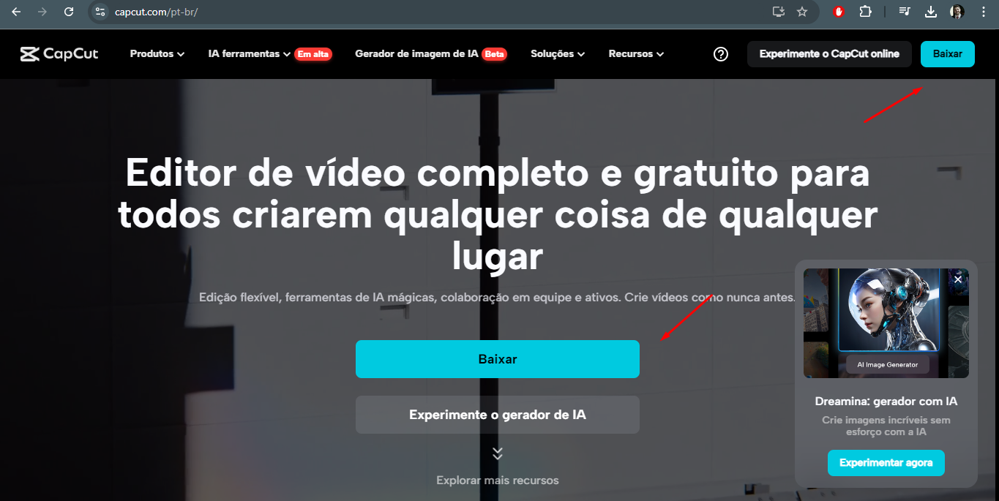 capcut.com/pt-br/
CapCut
Produtos
IA ferramentas Em alta
Gerador de imagem de IA Beta
Soluções
Recursos
Experimente o CapCut online
Baixar
Editor de vídeo completo e gratuito para
todos criarem qualquer coisa de qualquer
lugar
Edição flexível, ferramentas de IA mágicas, colaboração em equipe e ativos. Crie vídeos como nunca antes.
Baixar
Experimente o gerador de IA
Explorar mais recursos
AI Image Generator
Dreamina: gerador com IA
Crie imagens incríveis sem
esforço com a IA
Experimentar agora